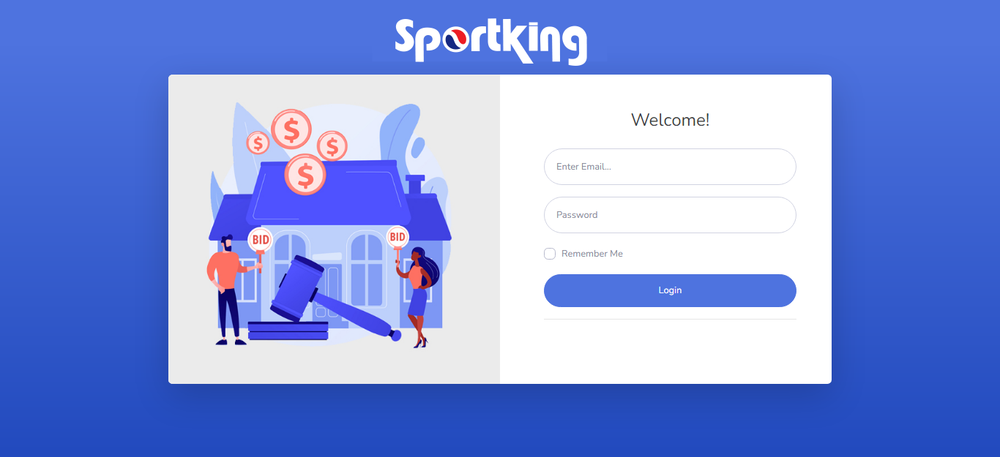 Sportking
Welcome!
Enter Email...
Password
Remember Me
Login
$
$
$
$
BID
BID